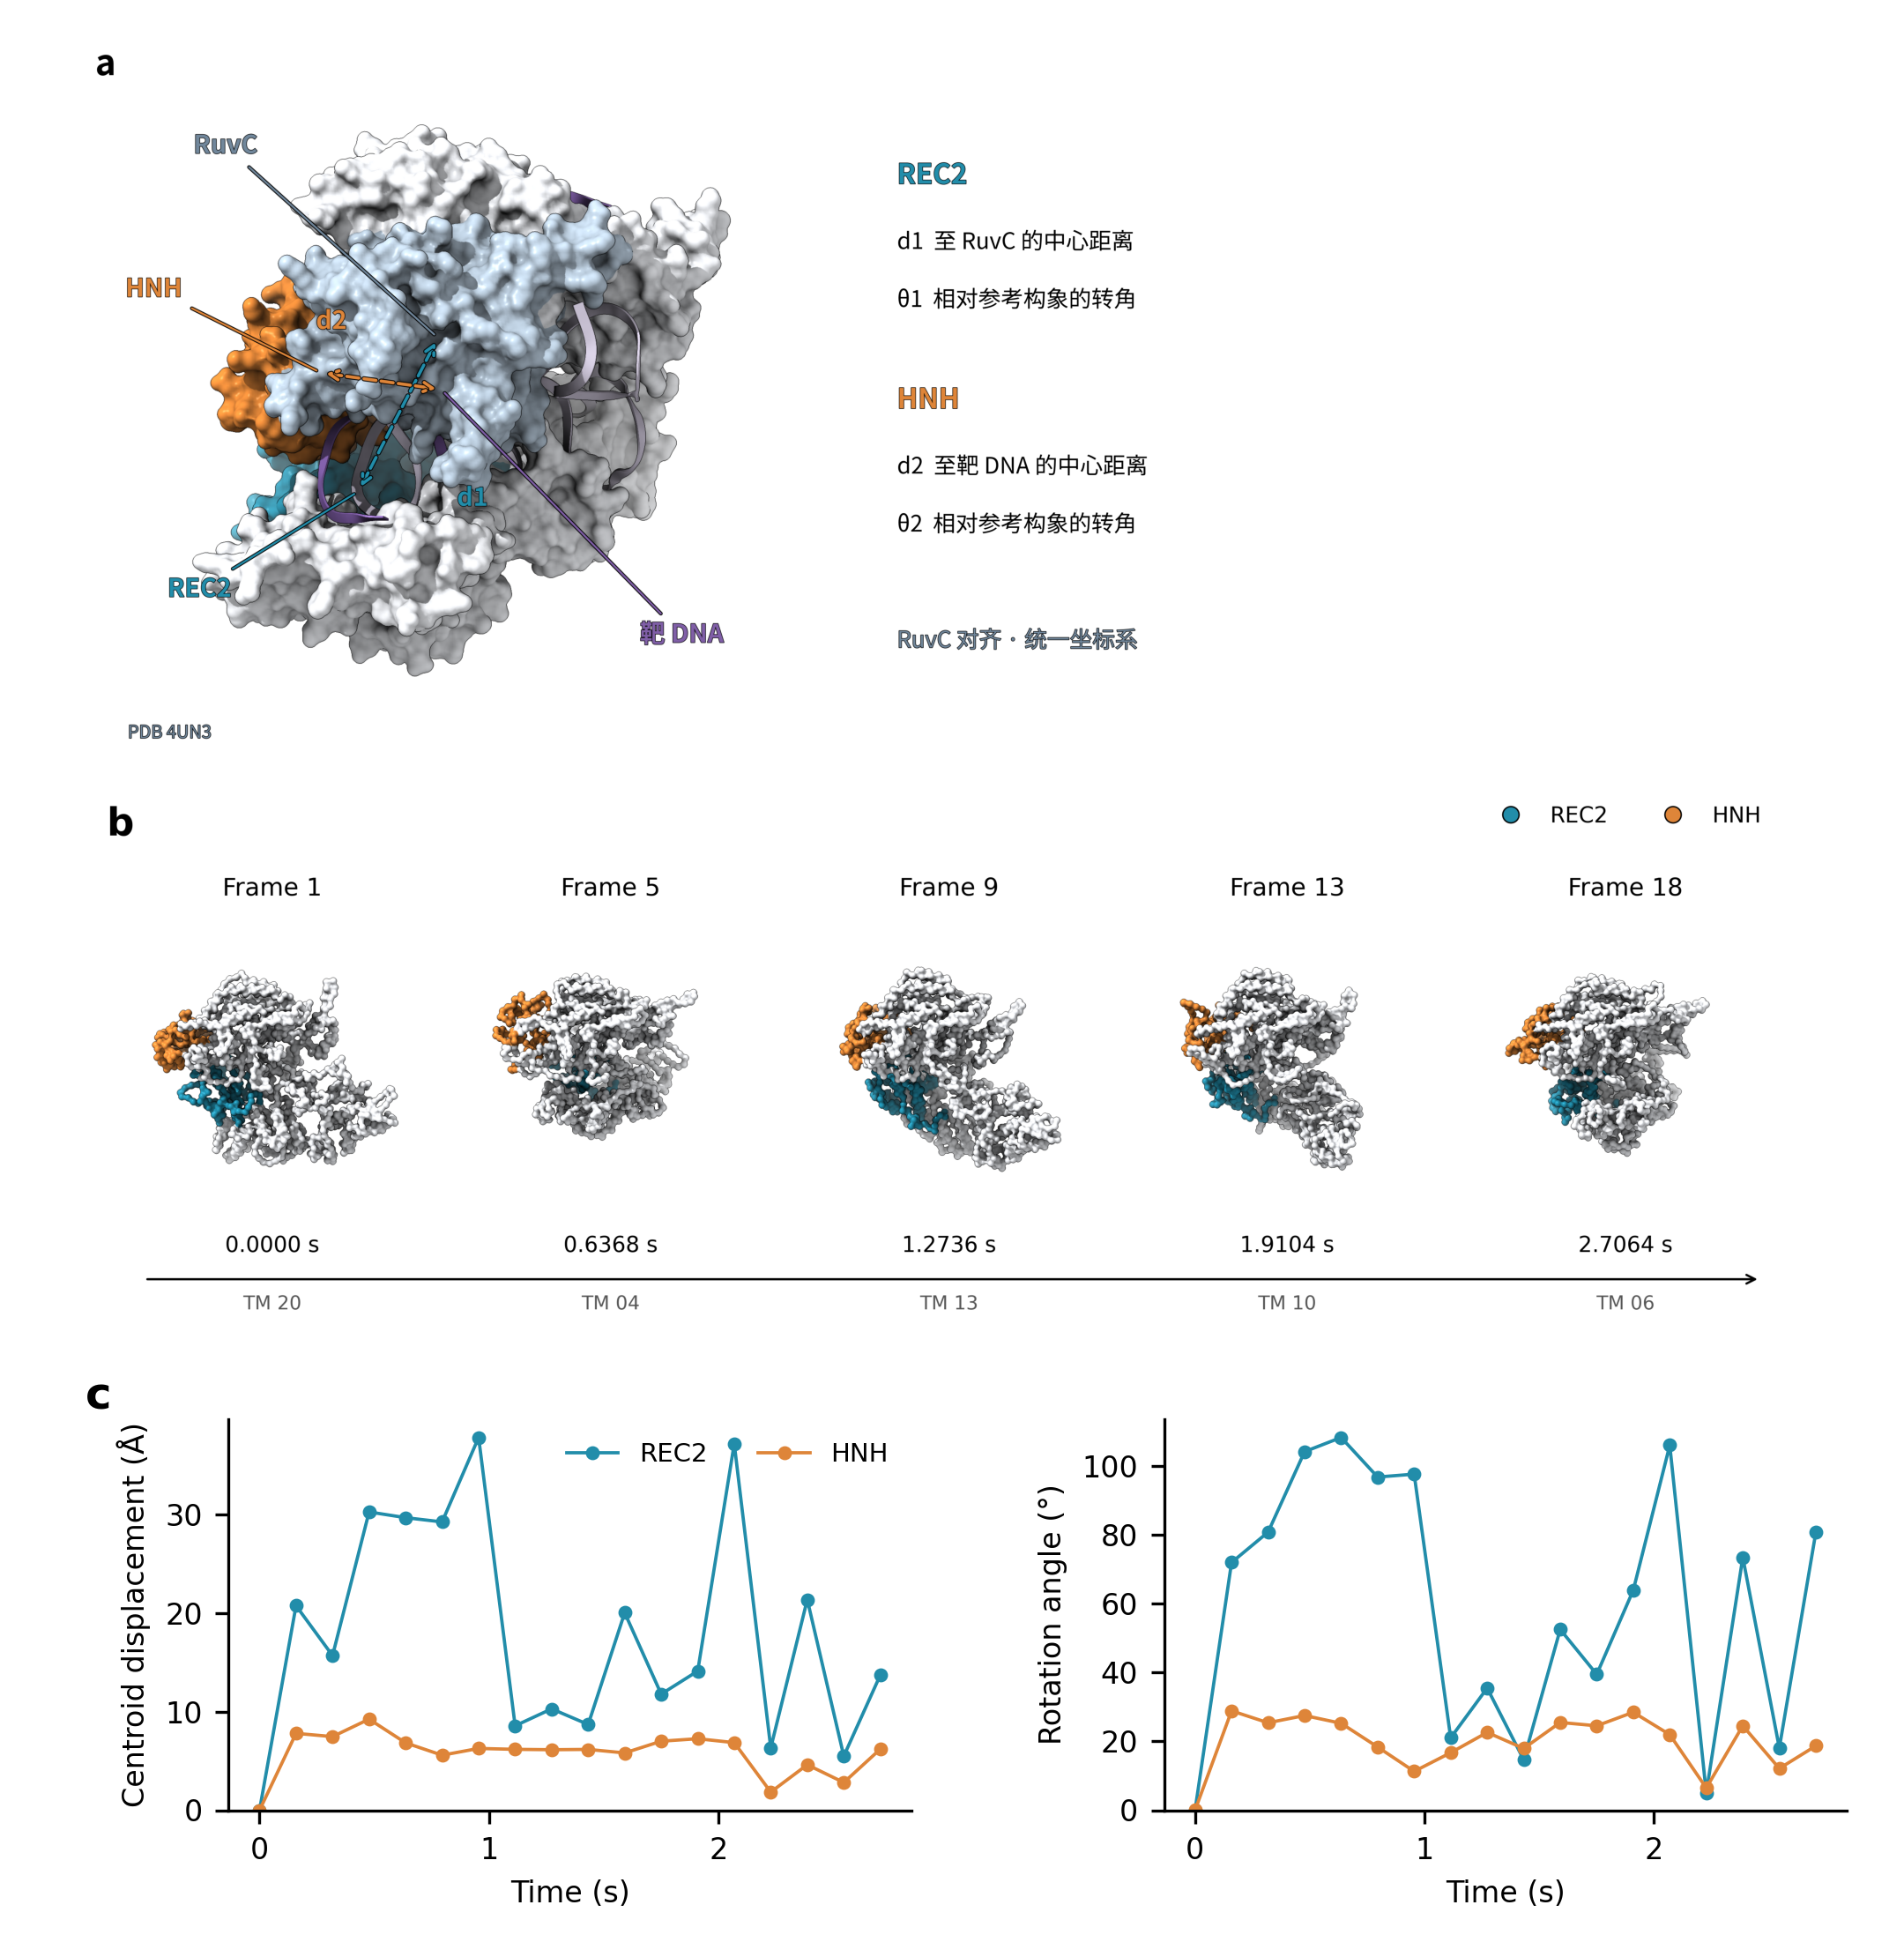 a
RuvC
HNH
d2
d1
REC2
靶 DNA
PDB 4UN3
REC2
d1 至 RuvC 的中心距离
θ1 相对参考构象的转角
HNH
d2 至靶 DNA 的中心距离
θ2 相对参考构象的转角
RuvC 对齐 · 统一坐标系
b
REC2 HNH
Frame 1 Frame 5 Frame 9 Frame 13 Frame 18
0.0000 s 0.6368 s 1.2736 s 1.9104 s 2.7064 s
TM 20 TM 04 TM 13 TM 10 TM 06
c
Centroid displacement (Å)
30
20
10
0
REC2 HNH
0 1 2
Time (s)
Rotation angle (°)
100
80
60
40
20
0
0 1 2
Time (s)